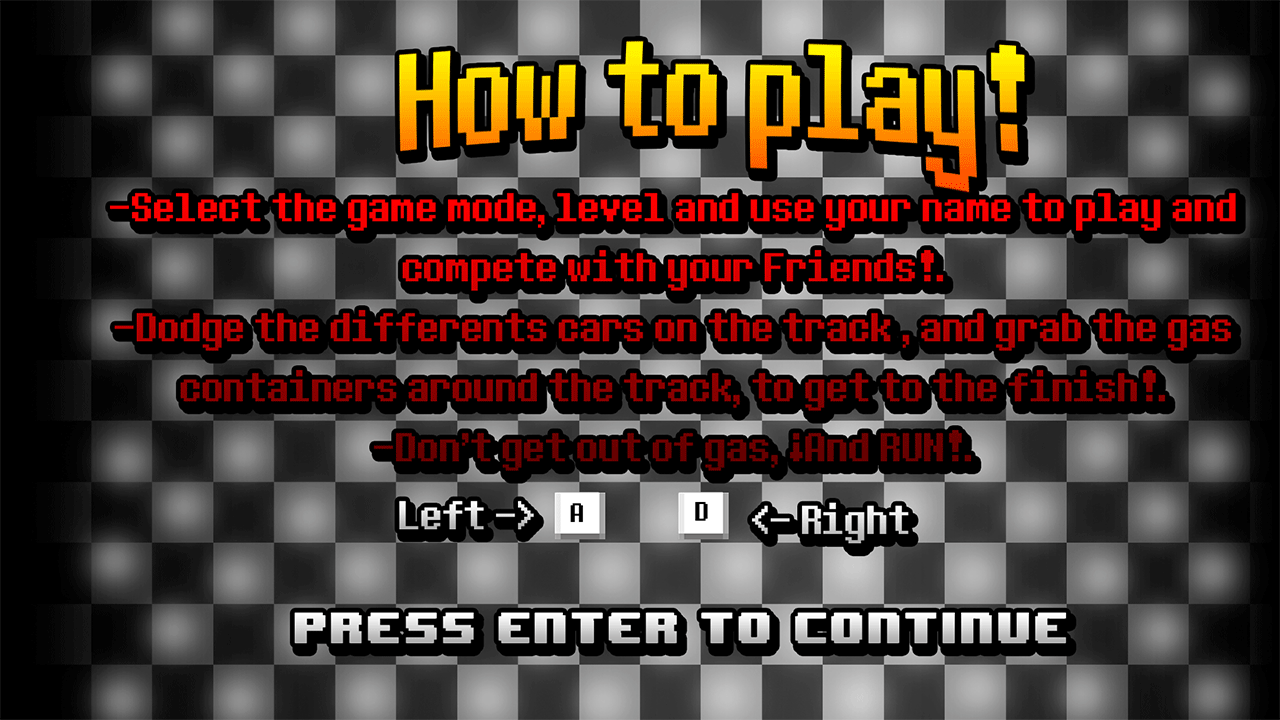 How to play!
-Select the game mode, level and use your name to play and
compete with your Friends!.
-Dodge the differents cars on the track, and grab the gas
containers around the track, to get to the finish!.
-Don't get out of gas, ¡And RUN!.
Left -> A D <- Right
PRESS ENTER TO CONTINUE